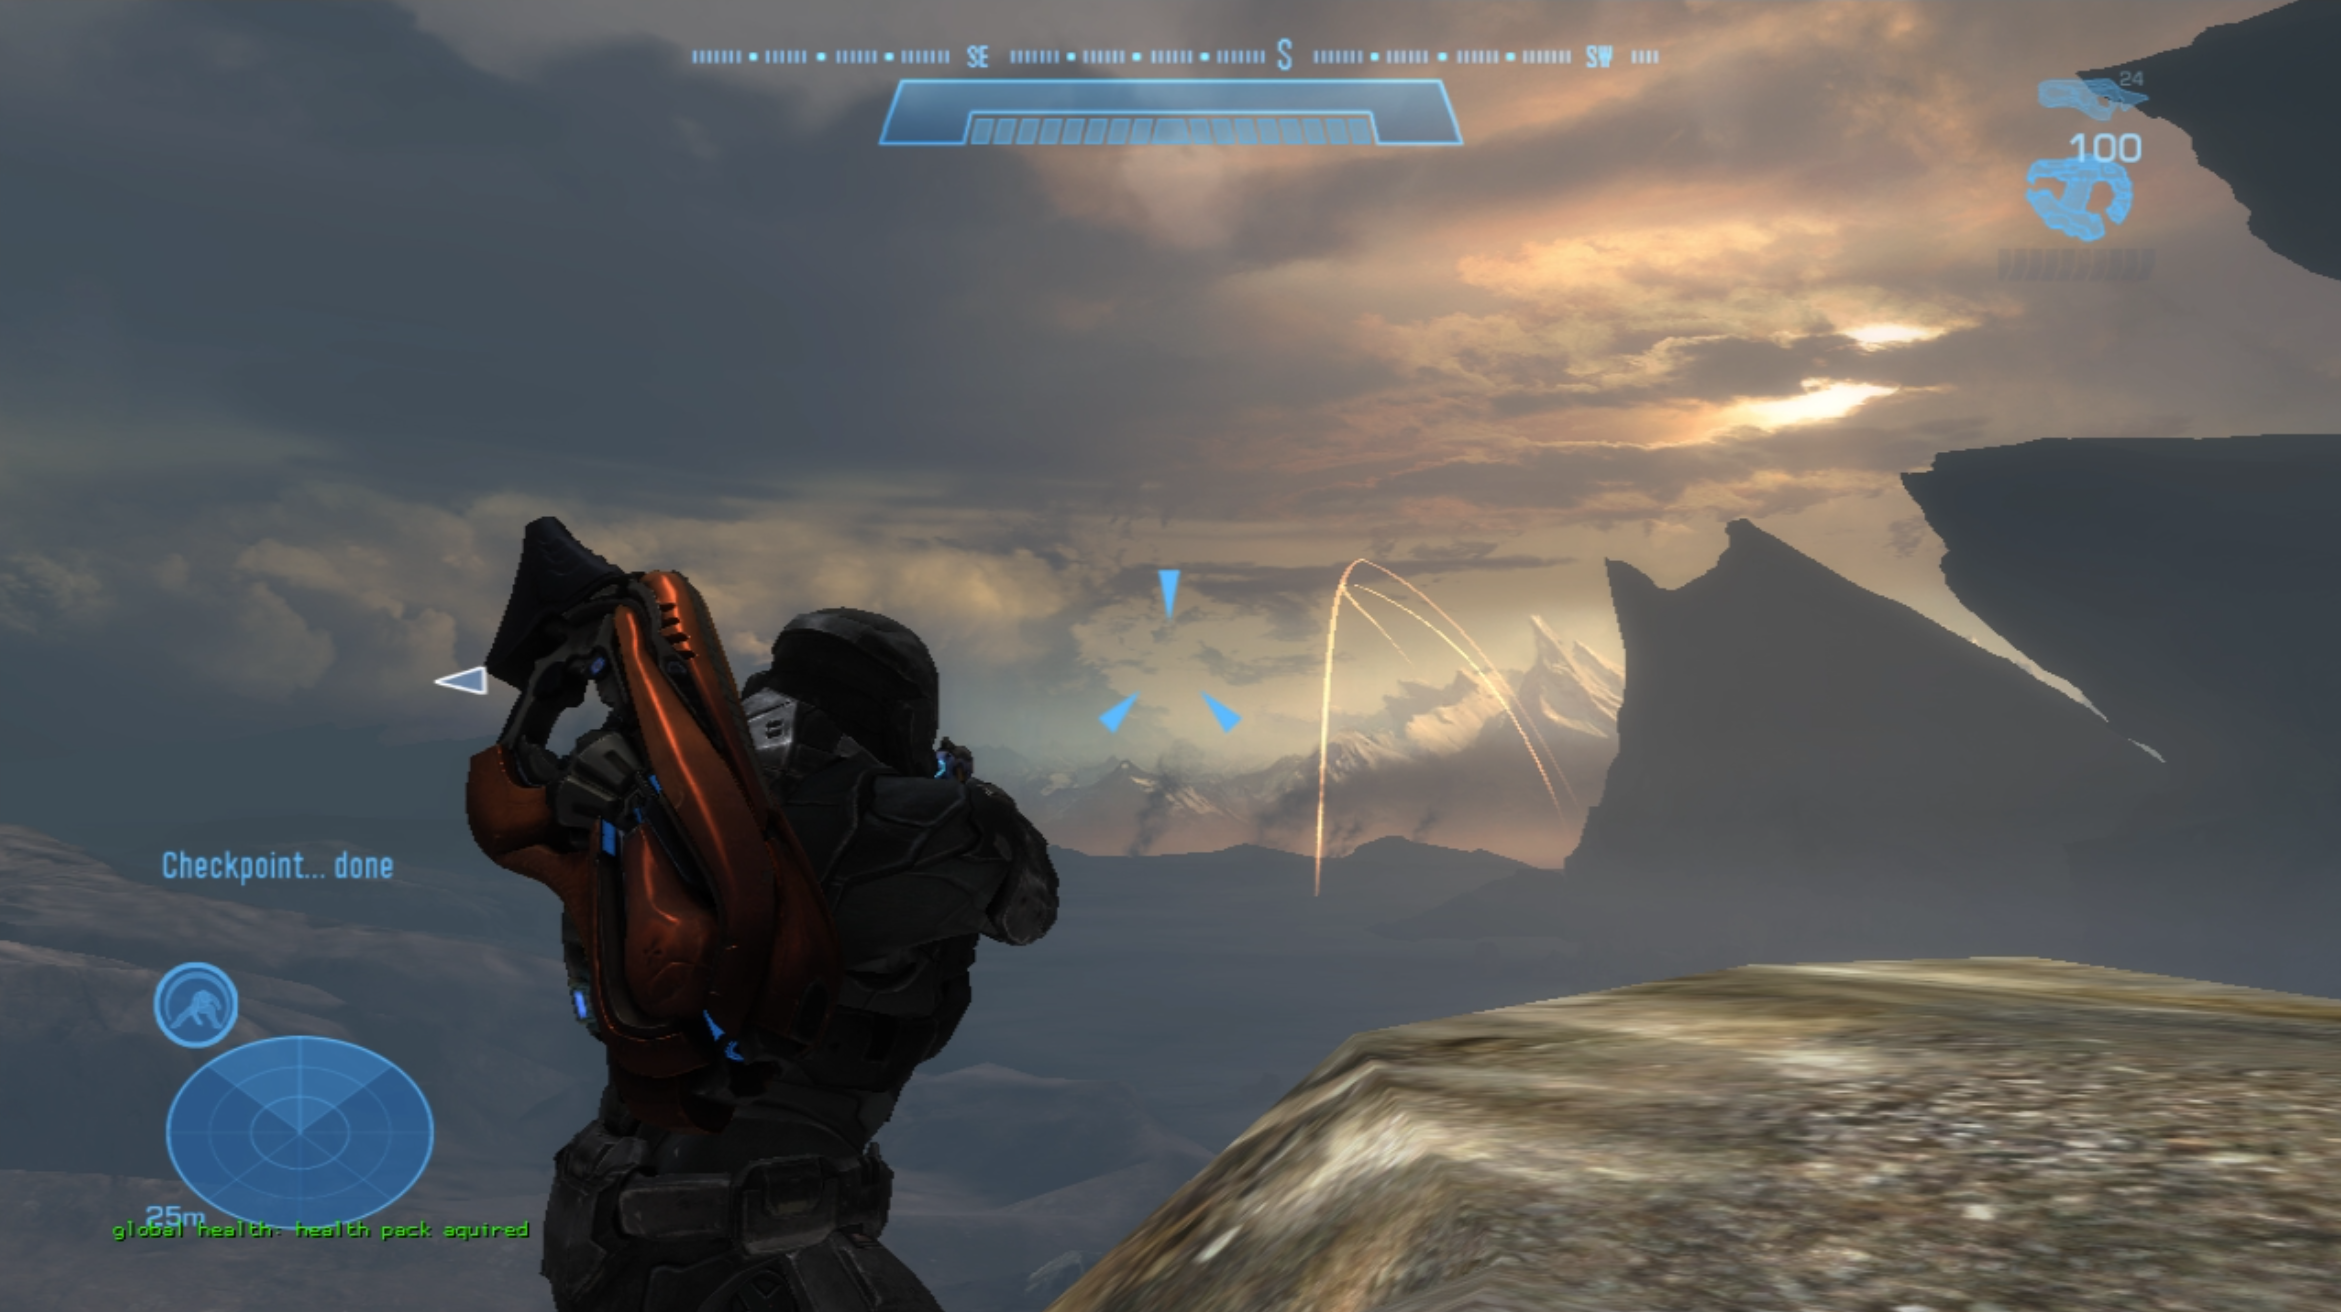 SE S SW
24
100
Checkpoint... done
25m
global health: health pack aquired